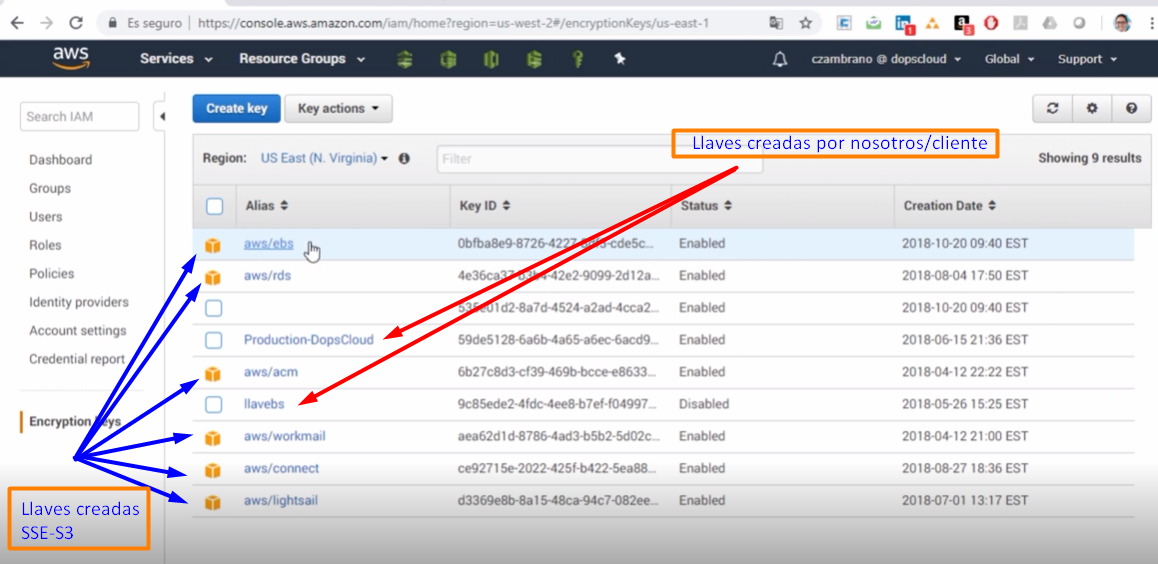 Es seguro | https://console.aws.amazon.com/iam/home?region=us-west-2#/encryptionKeys/us-east-1
1
3
aws Services Resource Groups czambrano @ dopscloud Global Support
Search IAM
Dashboard
Groups
Users
Roles
Policies
Identity providers
Account settings
Credential report
Encryption
Create key Key actions
Region: US East (N. Virginia) Filter Showing 9 results
Llaves creadas por nosotros/cliente
Alias Key ID Status Creation Date
aws/ebs 0bfba8e9-8726-4227- Enabled 2018-10-20 09:40 EST
aws/rds 42e2-9099-2d12a... Enabled 2018-08-04 17:50 EST
8a7d-4524-a2ad-4cca2... Enabled 2018-10-20 09:40 EST
Production-DopsCloud 59de5128-6a6b-4a65-a6ec-6acd9... Enabled 2018-06-15 21:36 EST
aws/acm 6b27c8d3-cf39-469b-bcce-e8633... Enabled 2018-04-12 22:22 EST
llavebs 9c85ede2-4fdc-4ee8-b7ef-f04997... Disabled 2018-05-26 15:25 EST
aws/workmail aea62d1d-8786-4ad3-b5b2-5d02c... Enabled 2018-04-12 21:00 EST
aws/connect ce92715e-2022-425f-b422-5ea88... Enabled 2018-08-27 18:36 EST
aws/lightsail d3369e8b-8a15-48ca-94c7-082ee... Enabled 2018-07-01 13:17 EST
Llaves creadas
SSE-S3